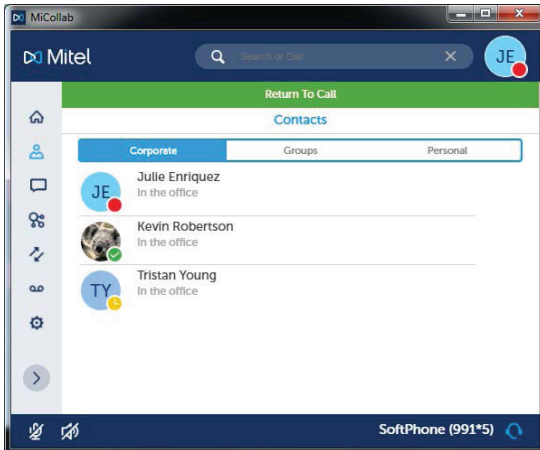 MiCollab
Mitel
Search or Dial
JE
Return To Call
Contacts
Corporate Groups Personal
JE
Julie Enriquez
In the office
Kevin Robertson
In the office
TY
Tristan Young
In the office
SoftPhone (991*5)